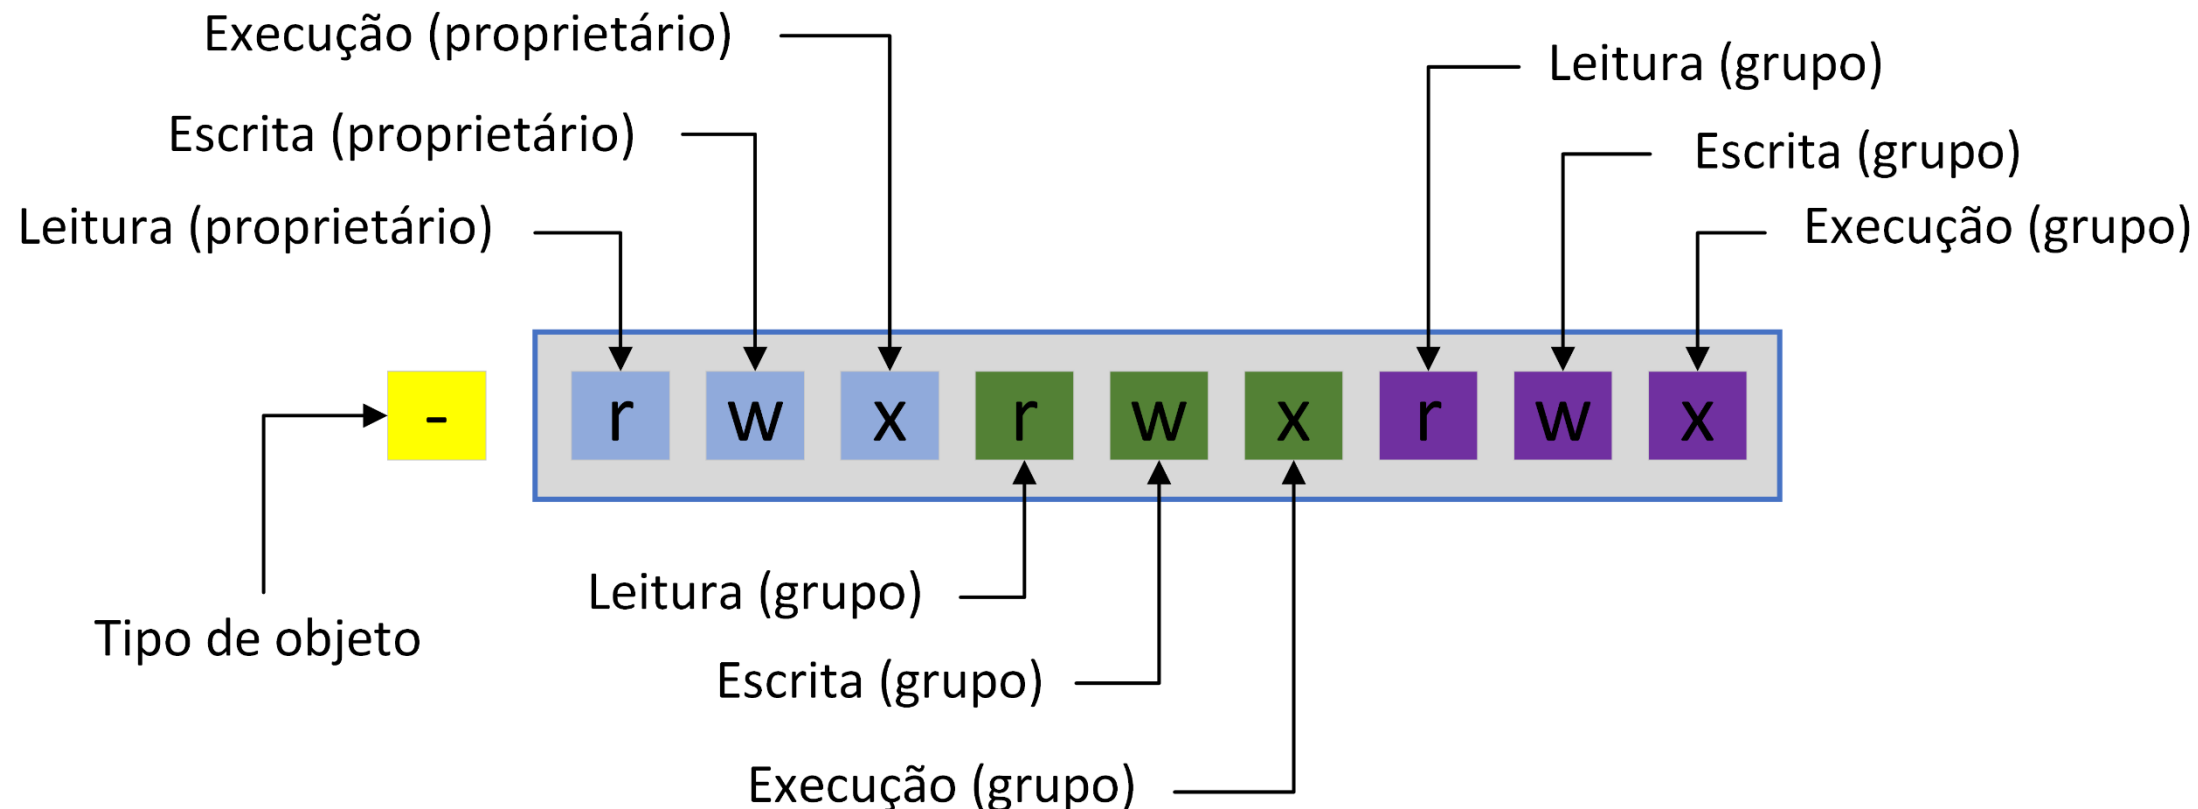 Execução (proprietário)
Leitura (grupo)
Escrita (proprietário)
Escrita (grupo)
Leitura (proprietário)
Execução (grupo)
- r w x r w x r w x
Leitura (grupo)
Tipo de objeto
Escrita (grupo)
Execução (grupo)